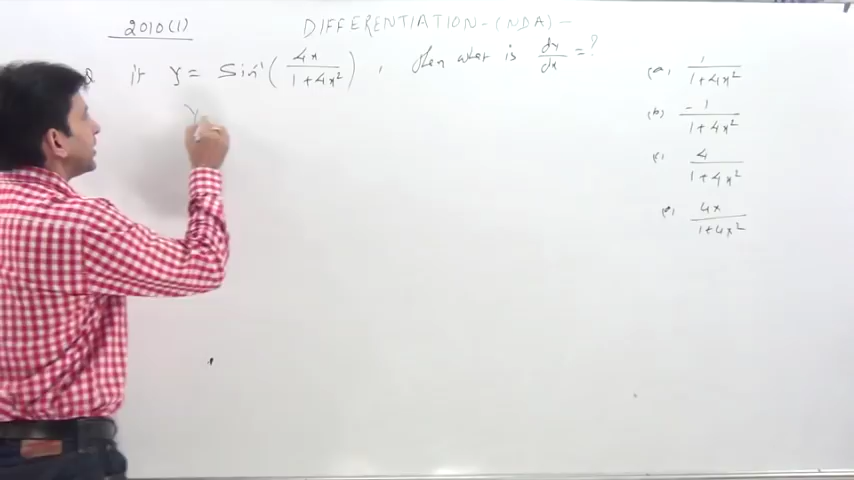 2010(1)
DIFFERENTIATION-(NDA)-
Q if y = Sin⁻¹(4x/1+4x²), then what is dy/dx = ?
(a) 1/1+4x²
(b) -1/1+4x²
(c) 4/1+4x²
4x/1+4x²
y